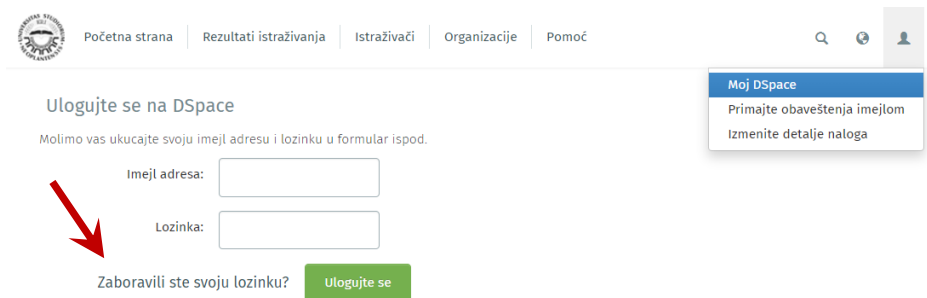 Početna strana Rezultati istraživanja Istraživači Organizacije Pomoć
Moj DSpace
Primajte obaveštenja imejlom
Izmenite detalje naloga
Ulogujte se na DSpace
Molimo vas ukucajte svoju imejl adresu i lozinku u formular ispod.
Imejl adresa:
Lozinka:
Zaboravili ste svoju lozinku? Ulogujte se